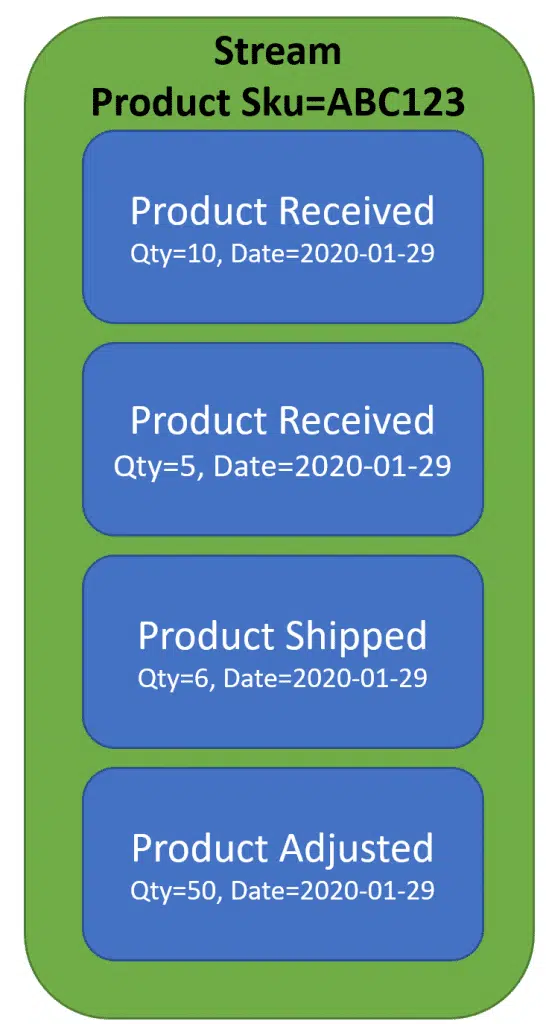 Stream
Product Sku=ABC123
Product Received
Qty=10, Date=2020-01-29
Product Received
Qty=5, Date=2020-01-29
Product Shipped
Qty=6, Date=2020-01-29
Product Adjusted
Qty=50, Date=2020-01-29